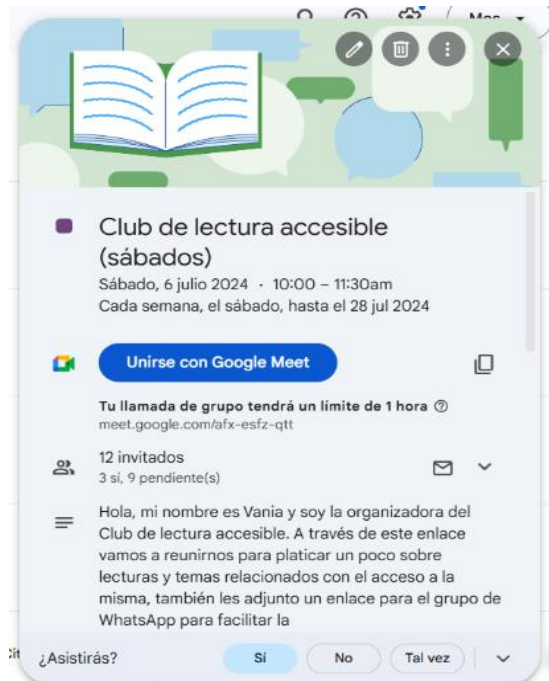 Mes
Club de lectura accesible
(sábados)
Sábado, 6 julio 2024 · 10:00 – 11:30am
Cada semana, el sábado, hasta el 28 jul 2024
Unirse con Google Meet
Tu llamada de grupo tendrá un límite de 1 hora
meet.google.com/afx-esfz-qtt
12 invitados
3 sí, 9 pendiente(s)
Hola, mi nombre es Vania y soy la organizadora del
Club de lectura accesible. A través de este enlace
vamos a reunirnos para platicar un poco sobre
lecturas y temas relacionados con el acceso a la
misma, también les adjunto un enlace para el grupo de
WhatsApp para facilitar la
¿Asistirás?
Sí
No
Tal vez